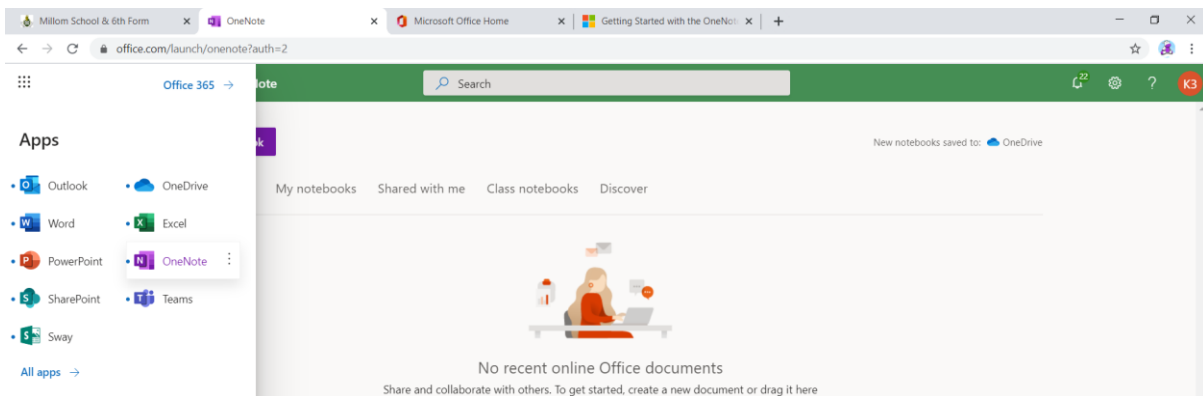 Millom School & 6th Form
OneNote
Microsoft Office Home
Getting Started with the OneNot
office.com/launch/onenote?auth=2
Office 365 →
ote
Search
22
?
K3
Apps
k
New notebooks saved to: OneDrive
Outlook
OneDrive
My notebooks Shared with me Class notebooks Discover
Word
Excel
PowerPoint
OneNote
SharePoint
Teams
Sway
All apps →
No recent online Office documents
Share and collaborate with others. To get started, create a new document or drag it here